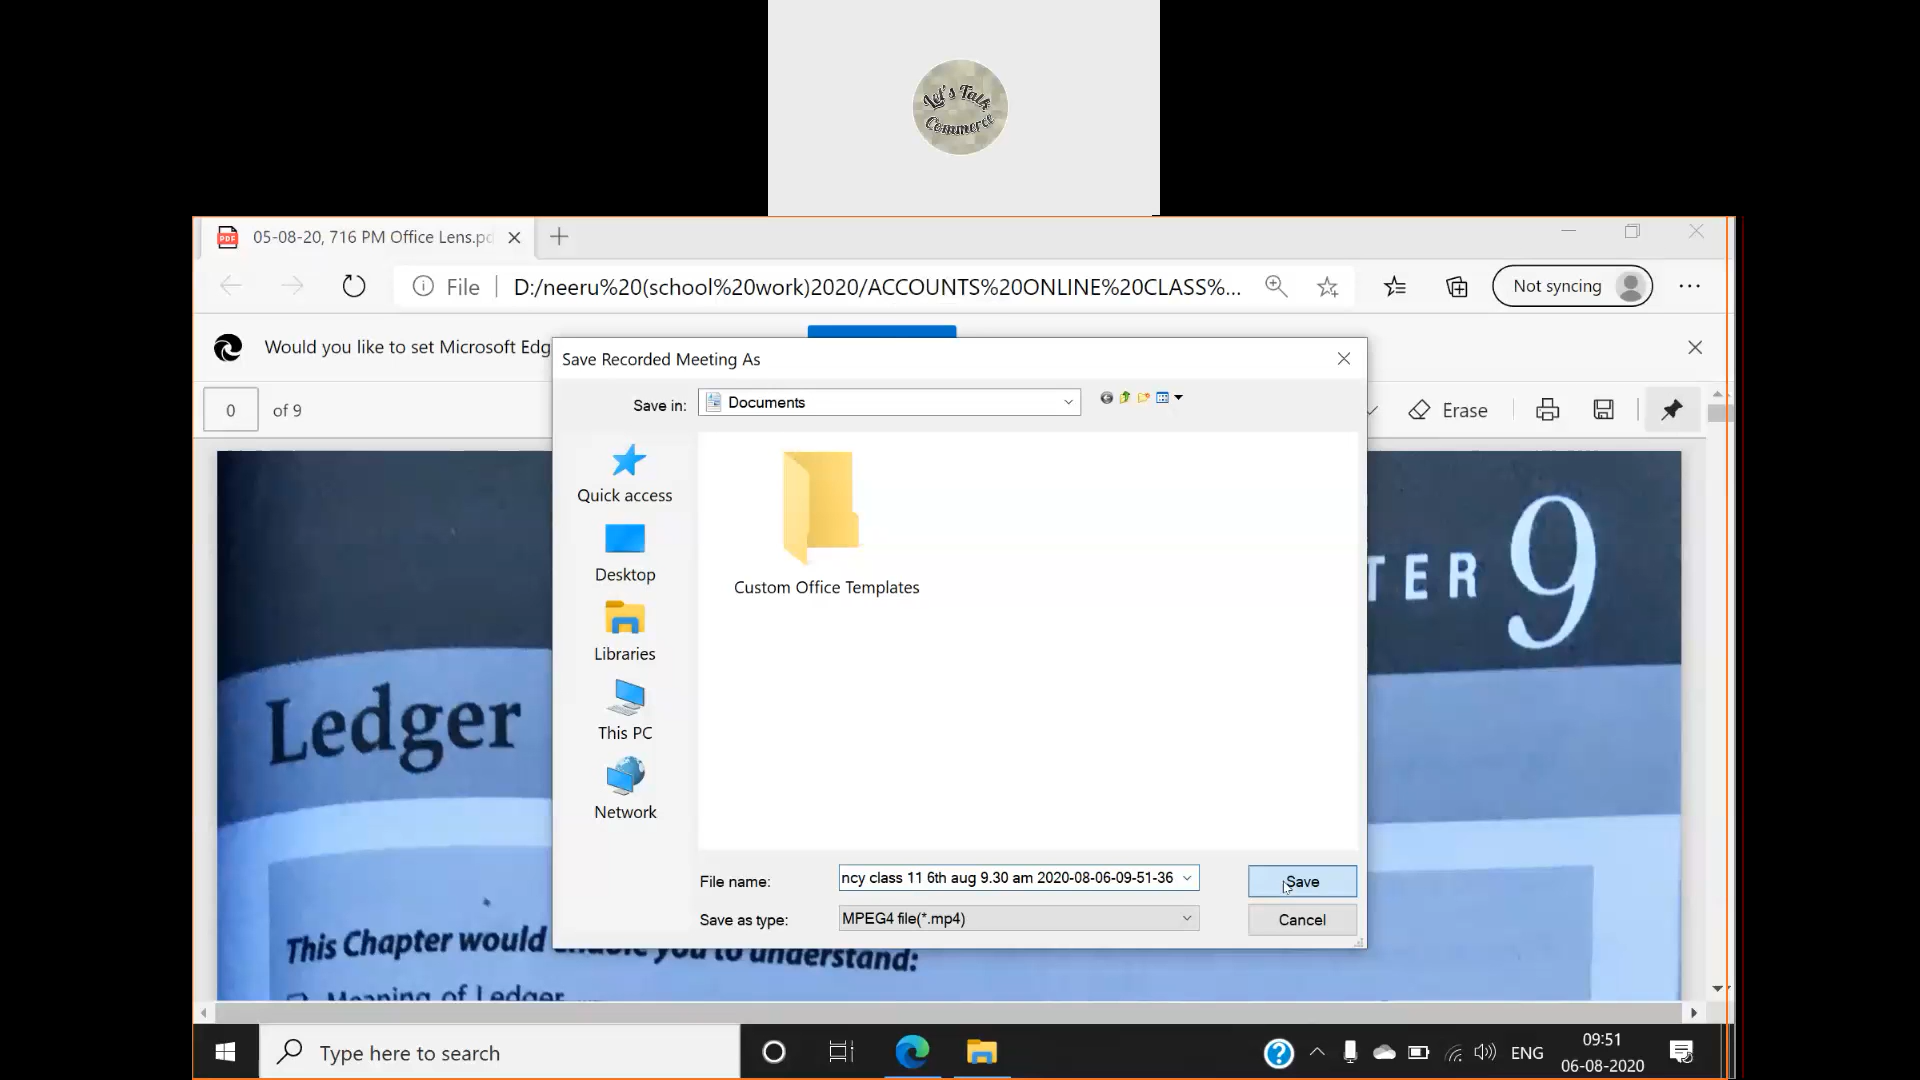 Let's Talk
Commerce
05-08-20, 716 PM Office Lens.pd
File
D:/neeru%20(school%20work)2020/ACCOUNTS%20ONLINE%20CLASS%...
Not syncing
Would you like to set Microsoft Edg
0 of 9
Erase
Save Recorded Meeting As
Save in: Documents
Quick access
Desktop
Libraries
This PC
Network
Custom Office Templates
File name: ncy class 11 6th aug 9.30 am 2020-08-06-09-51-36
Save
Save as type: MPEG4 file(*.mp4)
Cancel
TER 9
Ledger
This Chapter would enable you to understand:
Meaning of Ledger
Type here to search
ENG
09:51
06-08-2020